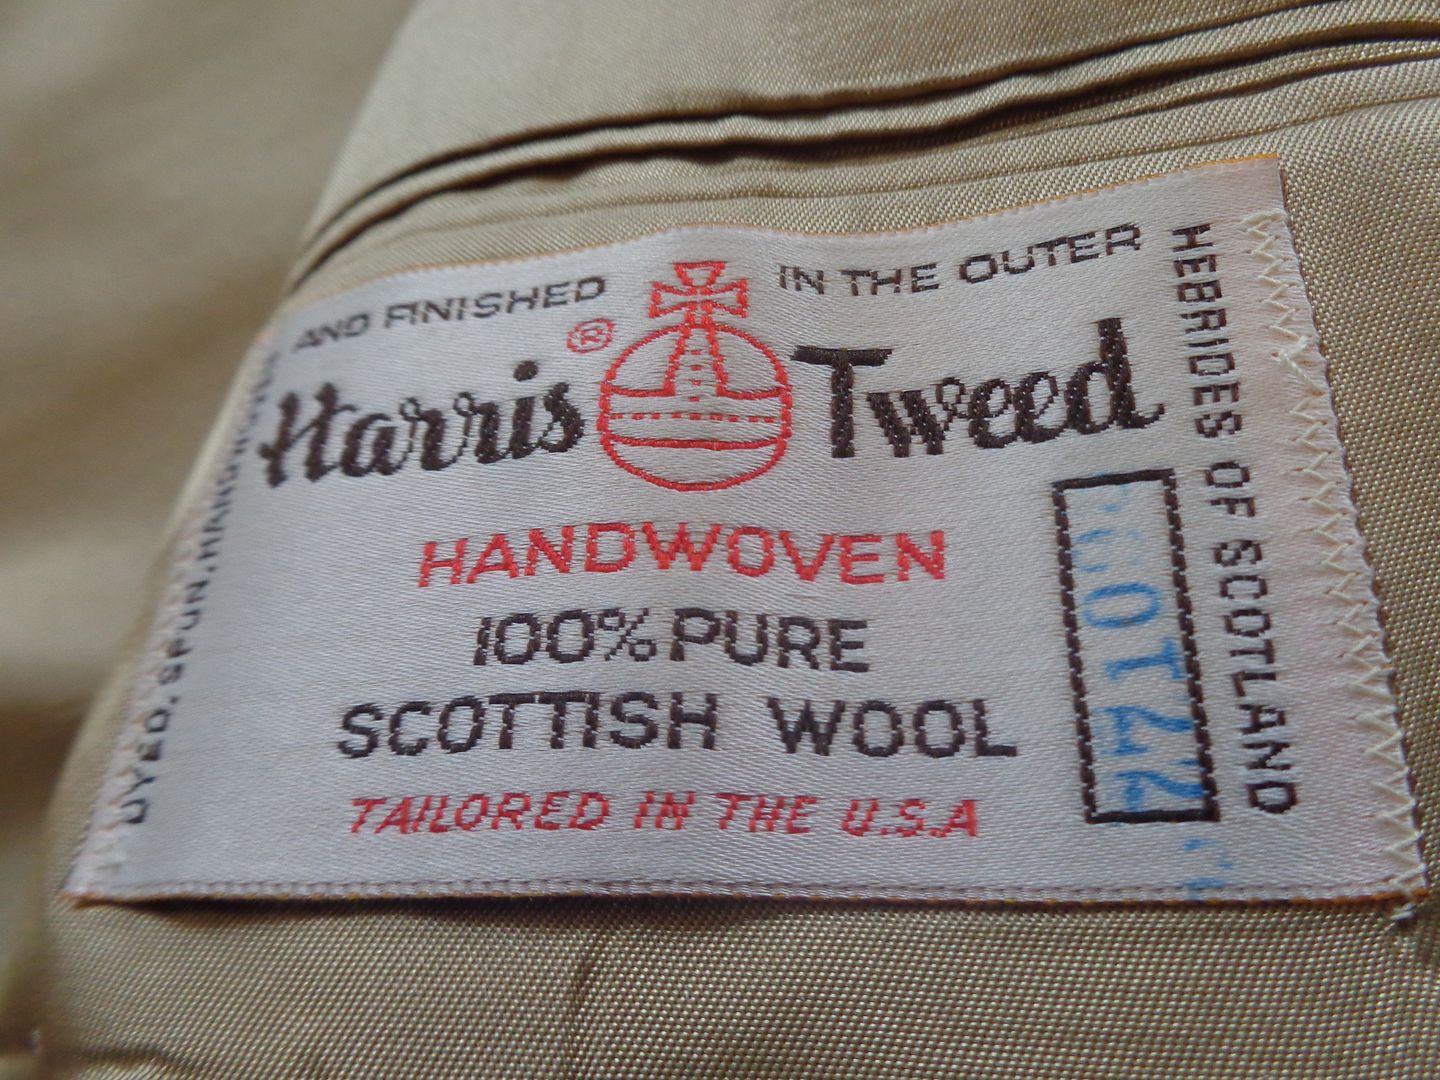 DYED, SPUN, HANDWOVEN
AND FINISHED
IN THE OUTER
HEBRIDES OF SCOTLAND
Harris ® Tweed
HANDWOVEN
100% PURE
SCOTTISH WOOL
TAILORED IN THE U.S.A